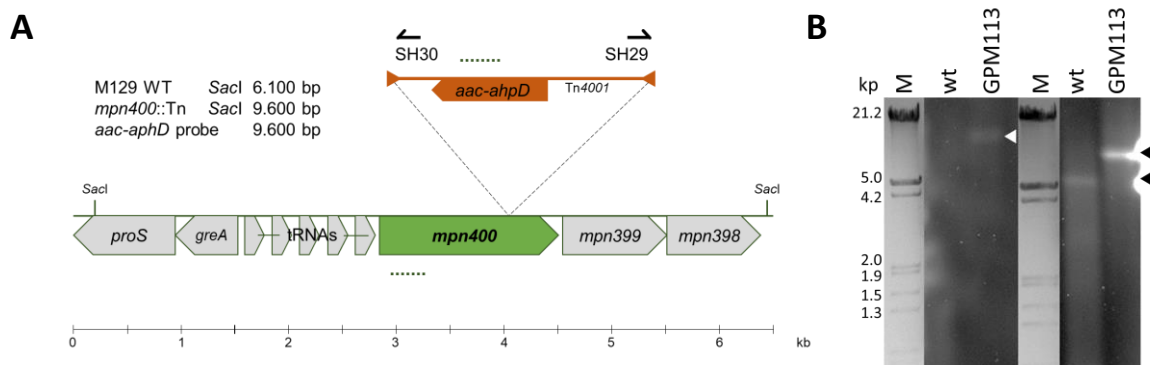 A
B
SH30
SH29
M129 WT SacI 6.100 bp
mpn400::Tn SacI 9.600 bp
aac-aphD probe 9.600 bp
aac-ahpD
Tn4001
SacI
SacI
proS
greA
tRNAs
mpn400
mpn399
mpn398
0
1
2
3
4
5
6
kb
kp
M
wt
GPM113
M
wt
GPM113
21.2
5.0
4.2
2.0
1.9
1.5
1.3